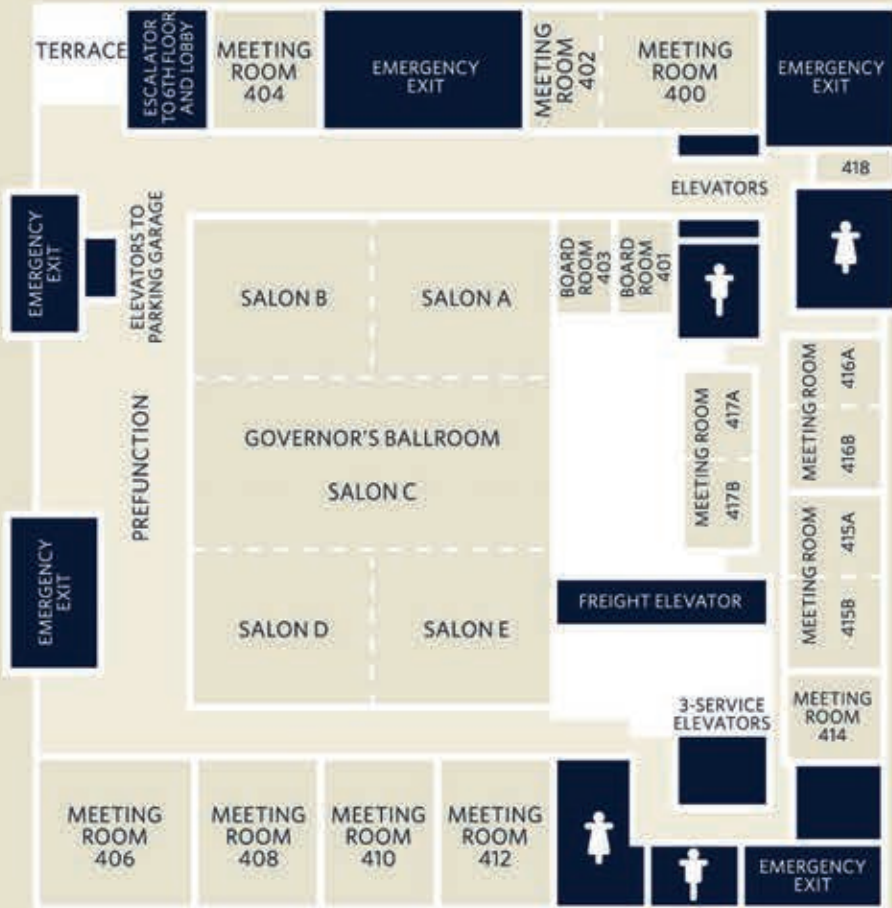 TERRACE
ESCALATOR
TO 6TH FLOOR
AND LOBBY
MEETING
ROOM
404
EMERGENCY
EXIT
MEETING
ROOM
402
MEETING
ROOM
400
EMERGENCY
EXIT
418
ELEVATORS
EMERGENCY
EXIT
ELEVATORS TO
PARKING GARAGE
SALON B
SALON A
BOARD
ROOM
403
BOARD
ROOM
401
MEETING ROOM
416A
416B
MEETING ROOM
417A
417B
PREFUNCTION
GOVERNOR'S BALLROOM
SALON C
MEETING ROOM
415A
415B
EMERGENCY
EXIT
FREIGHT ELEVATOR
SALON D
SALON E
3-SERVICE
ELEVATORS
MEETING
ROOM
414
MEETING
ROOM
406
MEETING
ROOM
408
MEETING
ROOM
410
MEETING
ROOM
412
EMERGENCY
EXIT